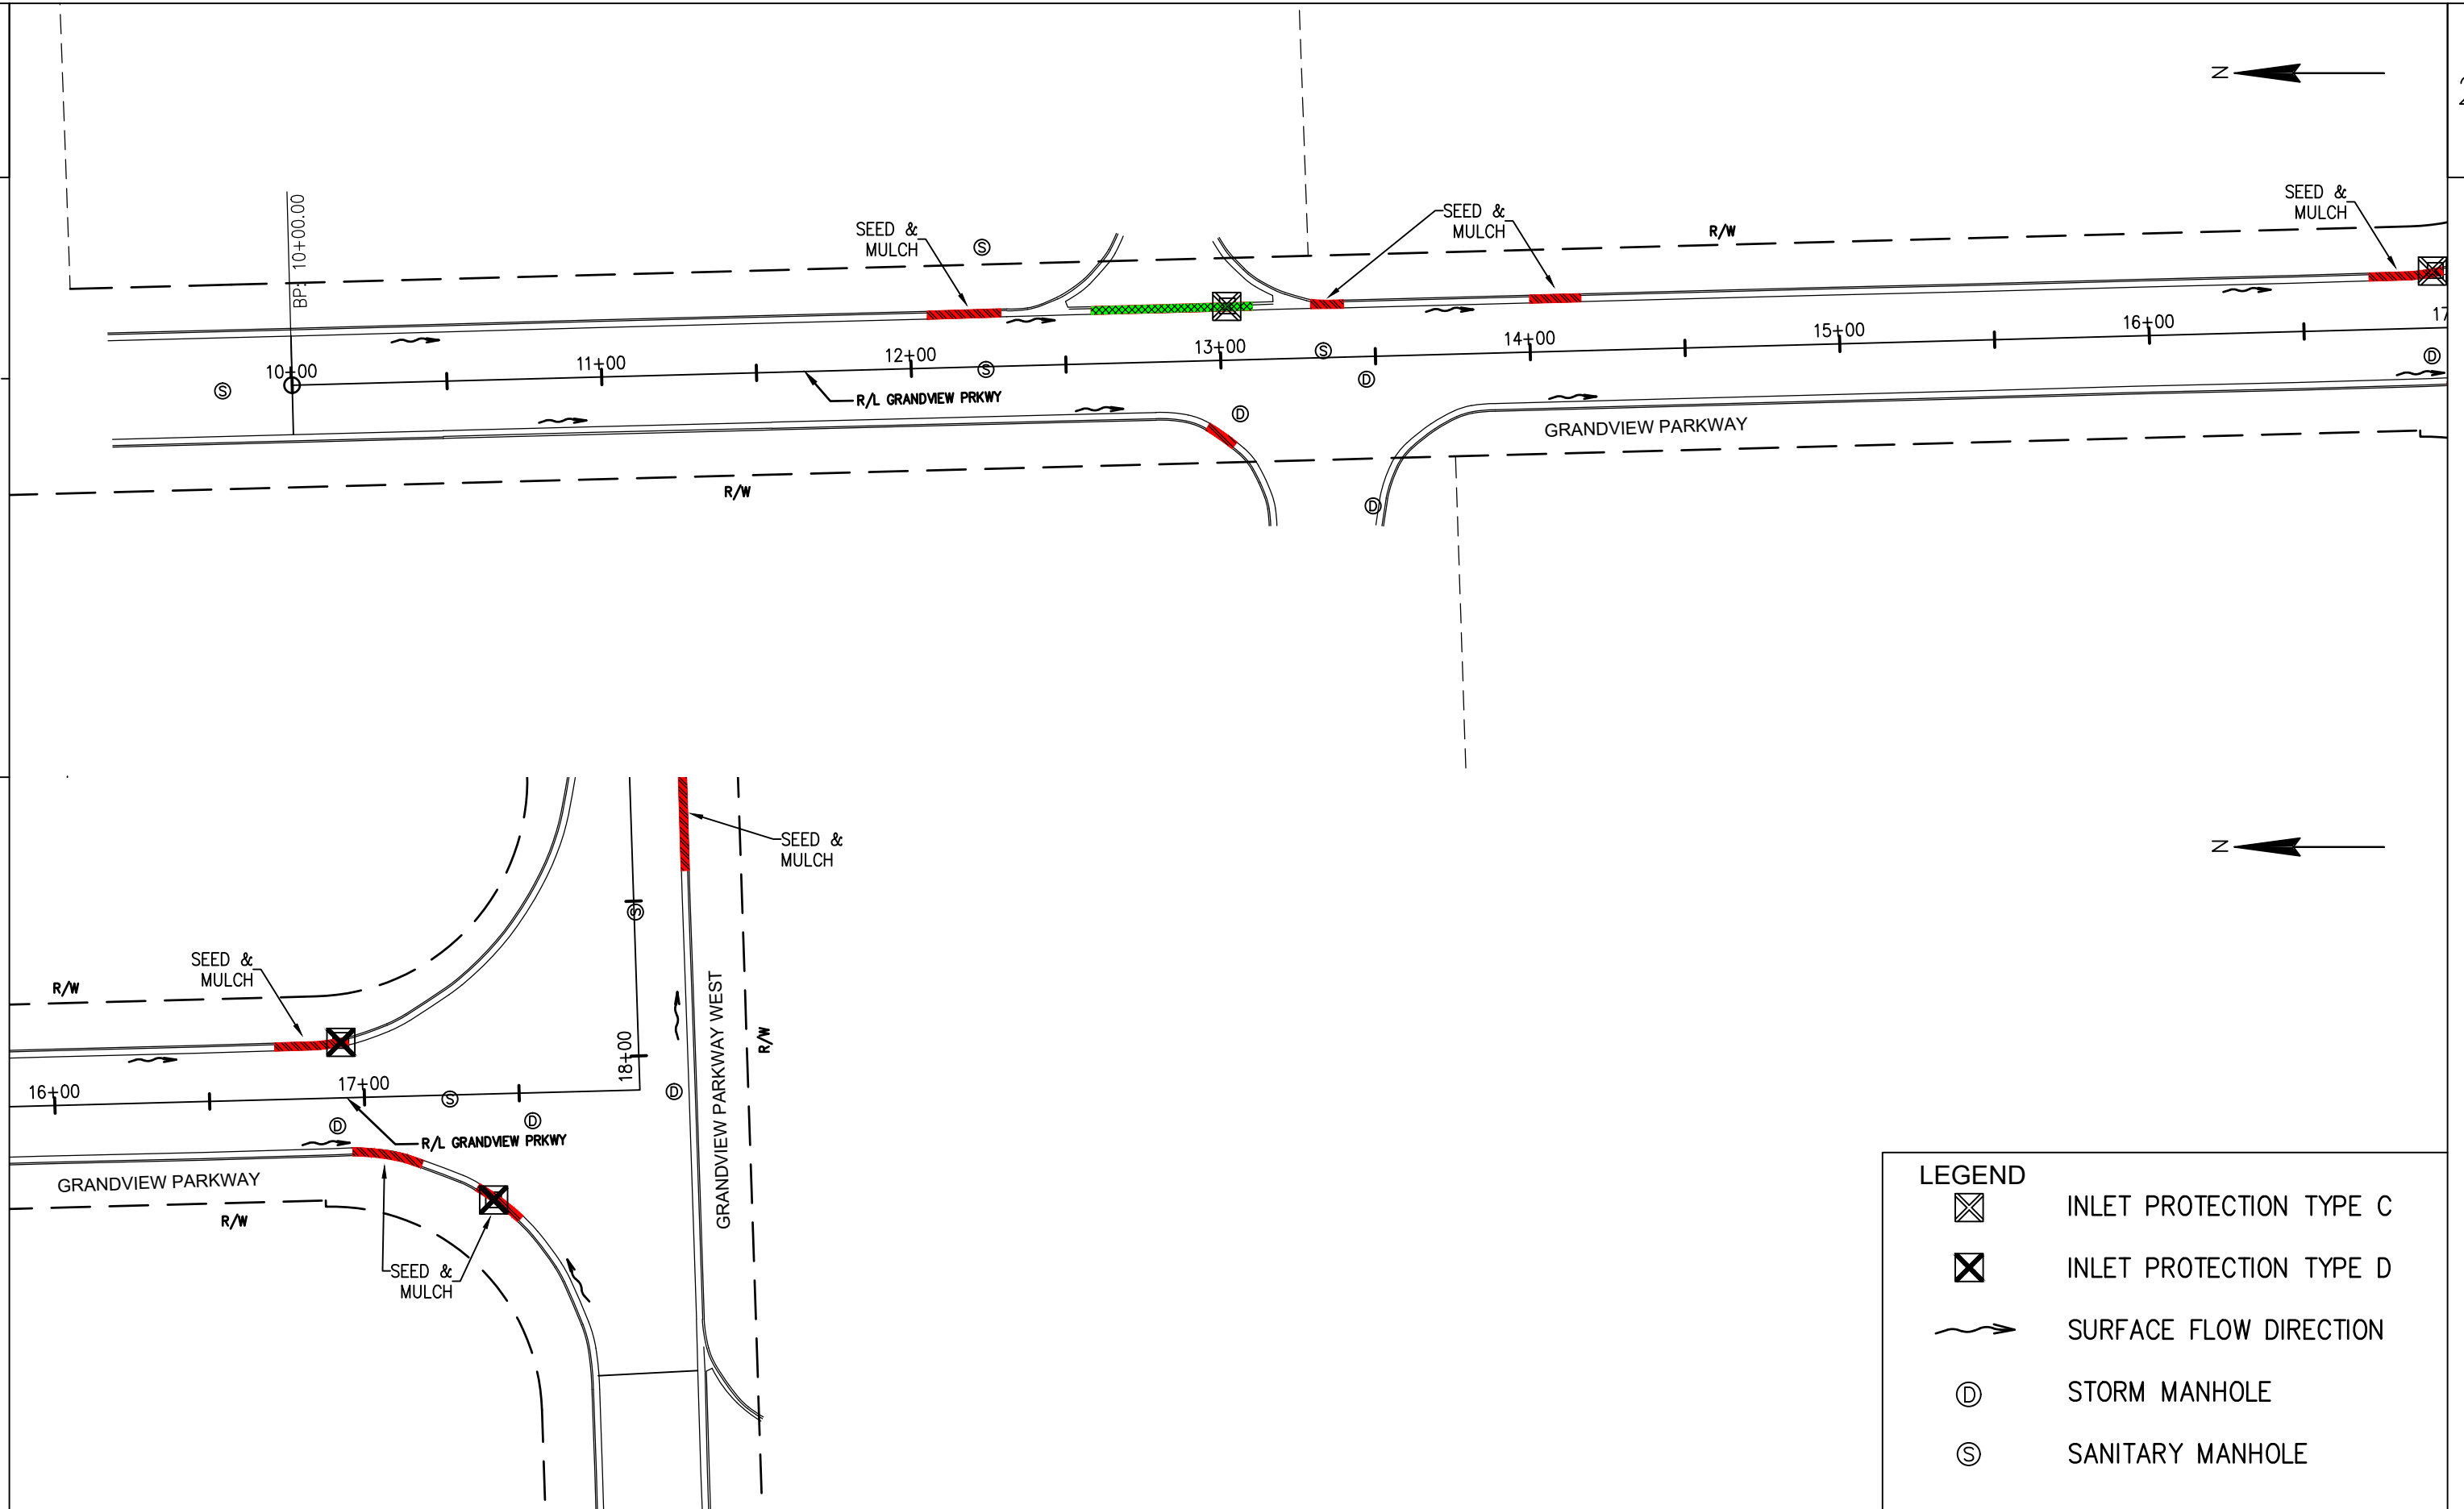 N
BP: 10+00.00
SEED &
MULCH
S
SEED &
MULCH
R/W
SEED &
MULCH
10+00
11+00
12+00
13+00
14+00
15+00
16+00
17
S
S
S
D
D
R/L GRANDVIEW PRKWY
D
GRANDVIEW PARKWAY
R/W
D
N
SEED &
MULCH
S
SEED &
MULCH
R/W
GRANDVIEW PARKWAY WEST
R/W
18+00
16+00
17+00
S
D
D
D
R/L GRANDVIEW PRKWY
GRANDVIEW PARKWAY
R/W
SEED &
MULCH
LEGEND
INLET PROTECTION TYPE C
INLET PROTECTION TYPE D
SURFACE FLOW DIRECTION
D STORM MANHOLE
S SANITARY MANHOLE